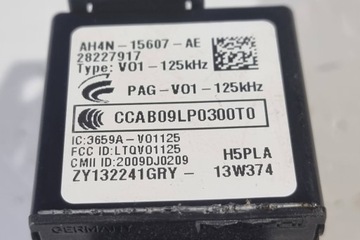 AH4N-15607-AE
28227917
Type: V01-125kHz
PAG-V01-125kHz
CCAB09LP0300T0
IC:3659A-V01125
FCC ID:LTQV01125
CMII ID:2009DJ0209
H5PLA
ZY132241GRY- 13W374
GERMANY